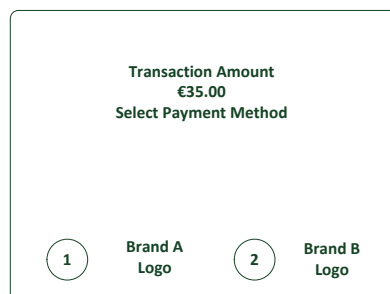 Transaction Amount
€35.00
Select Payment Method
1 Brand A Logo
2 Brand B Logo